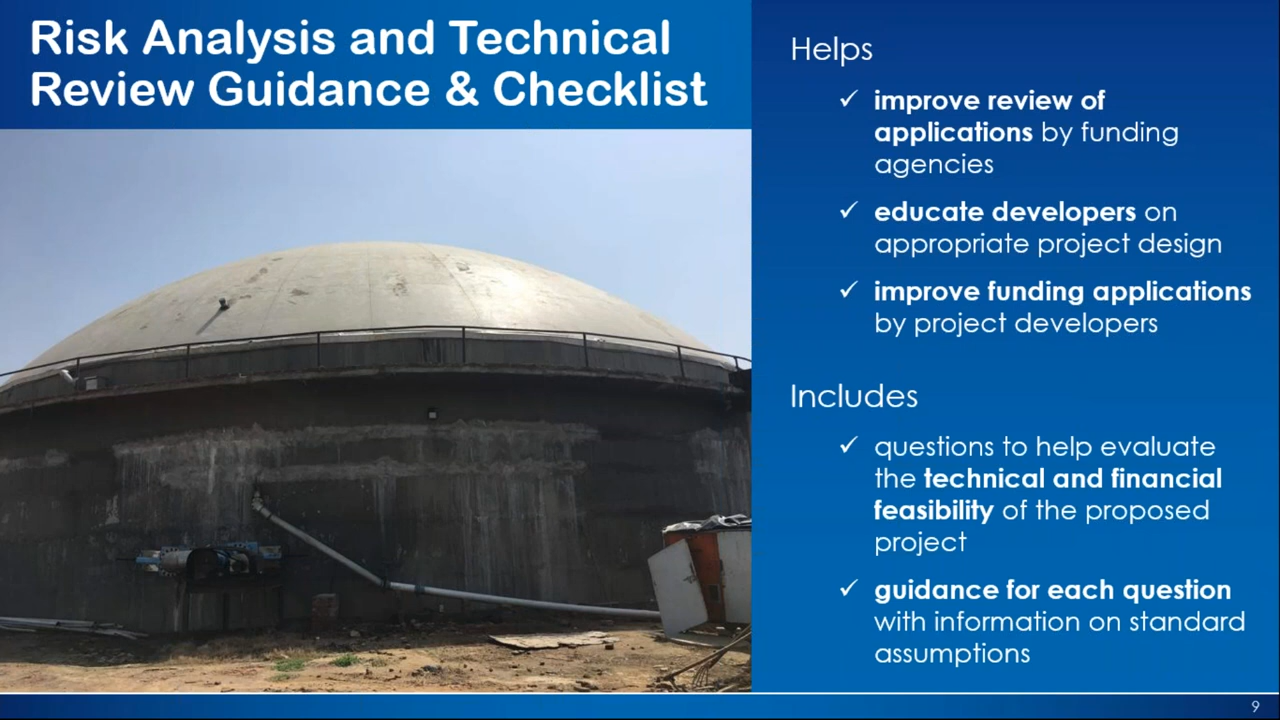 Risk Analysis and Technical
Review Guidance & Checklist
Helps
✓ improve review of
applications by funding
agencies
✓ educate developers on
appropriate project design
✓ improve funding applications
by project developers
Includes
✓ questions to help evaluate
the technical and financial
feasibility of the proposed
project
✓ guidance for each question
with information on standard
assumptions
9